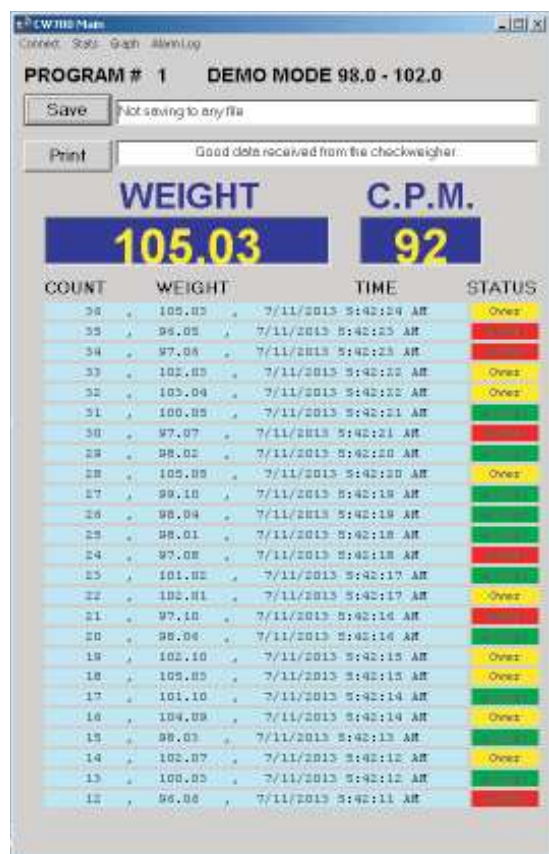 CW700 Main
Connect Stats Graph Alarm Log
PROGRAM # 1 DEMO MODE 98.0 - 102.0
Save Not saving to any file
Print Good data received from the checkweigher
WEIGHT C.P.M.
105.03 92
COUNT WEIGHT TIME STATUS
36 , 105.03 , 7/11/2013 5:42:24 AM Over
35 , 96.05 , 7/11/2013 5:42:23 AM
34 , 97.06 , 7/11/2013 5:42:23 AM
33 , 102.03 , 7/11/2013 5:42:22 AM Over
32 , 103.04 , 7/11/2013 5:42:22 AM Over
31 , 100.05 , 7/11/2013 5:42:21 AM
30 , 97.07 , 7/11/2013 5:42:21 AM
29 , 98.02 , 7/11/2013 5:42:20 AM
28 , 105.05 , 7/11/2013 5:42:20 AM Over
27 , 99.10 , 7/11/2013 5:42:19 AM
26 , 98.04 , 7/11/2013 5:42:19 AM
25 , 98.01 , 7/11/2013 5:42:18 AM
24 , 97.08 , 7/11/2013 5:42:18 AM
23 , 101.02 , 7/11/2013 5:42:17 AM
22 , 102.01 , 7/11/2013 5:42:17 AM Over
21 , 97.10 , 7/11/2013 5:42:16 AM
20 , 98.06 , 7/11/2013 5:42:16 AM
19 , 102.10 , 7/11/2013 5:42:15 AM Over
18 , 105.03 , 7/11/2013 5:42:15 AM Over
17 , 101.10 , 7/11/2013 5:42:14 AM
16 , 104.09 , 7/11/2013 5:42:14 AM Over
15 , 98.03 , 7/11/2013 5:42:13 AM
14 , 102.07 , 7/11/2013 5:42:12 AM Over
13 , 100.03 , 7/11/2013 5:42:12 AM
12 , 96.06 , 7/11/2013 5:42:11 AM